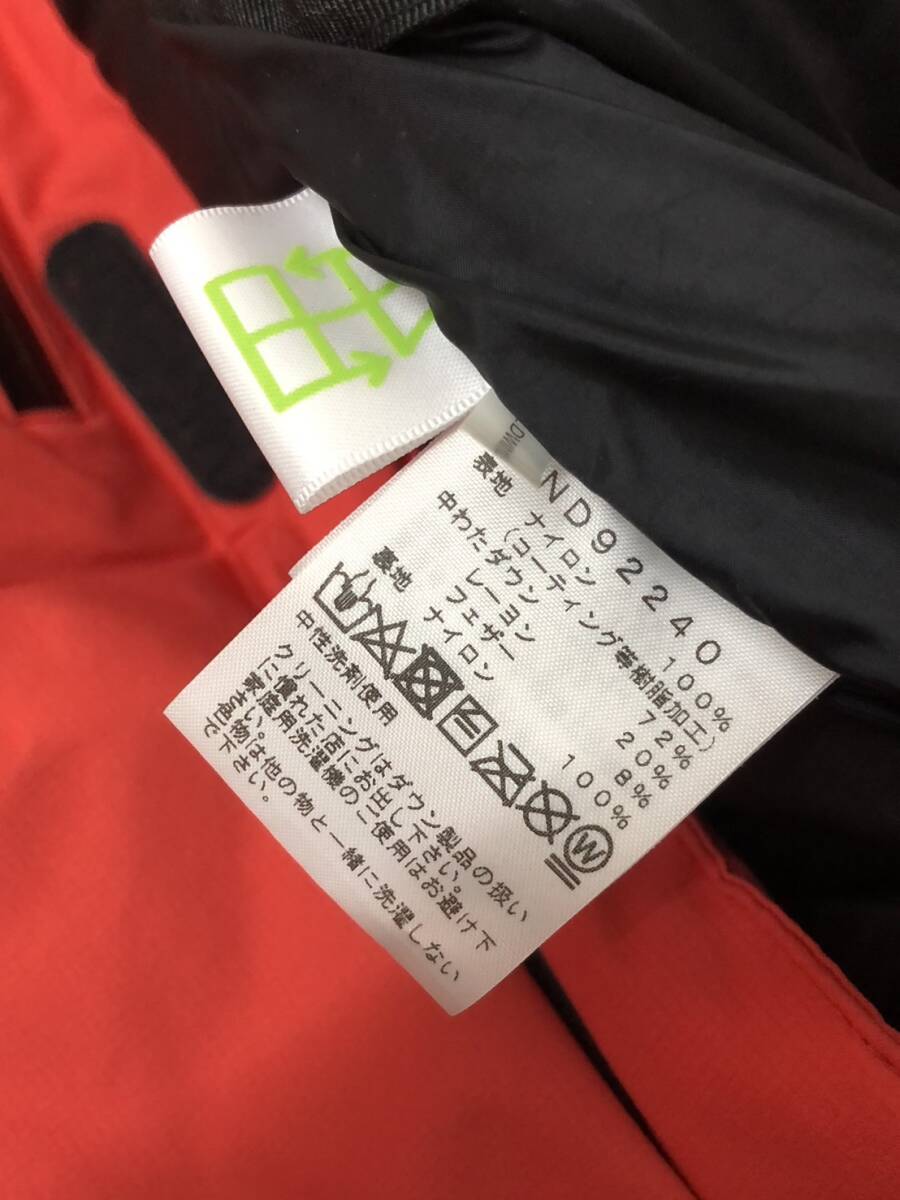 ND92240
表地 ナイロン 100%
(コーティング等樹脂加工)
中わた ダウン 72%
レーヨン 20%
フェザー 8%
裏地 ナイロン 100%
W
中性洗剤使用
クリーニングはダウン製品の扱い
に慣れた店にお出し下さい。
家庭用洗濯機のご使用はお避け下
さい。
濃色物は他の物と一緒に洗濯しない
で下さい。